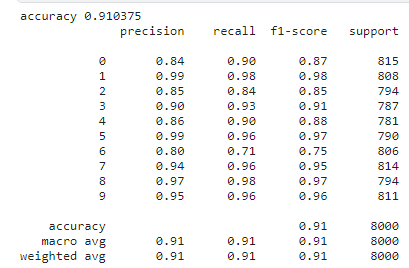 accuracy 0.910375
precision recall f1-score support
0 0.84 0.90 0.87 815
1 0.99 0.98 0.98 808
2 0.85 0.84 0.85 794
3 0.90 0.93 0.91 787
4 0.86 0.90 0.88 781
5 0.99 0.96 0.97 790
6 0.80 0.71 0.75 806
7 0.94 0.96 0.95 814
8 0.97 0.98 0.97 794
9 0.95 0.96 0.96 811
accuracy 0.91 8000
macro avg 0.91 0.91 0.91 8000
weighted avg 0.91 0.91 0.91 8000